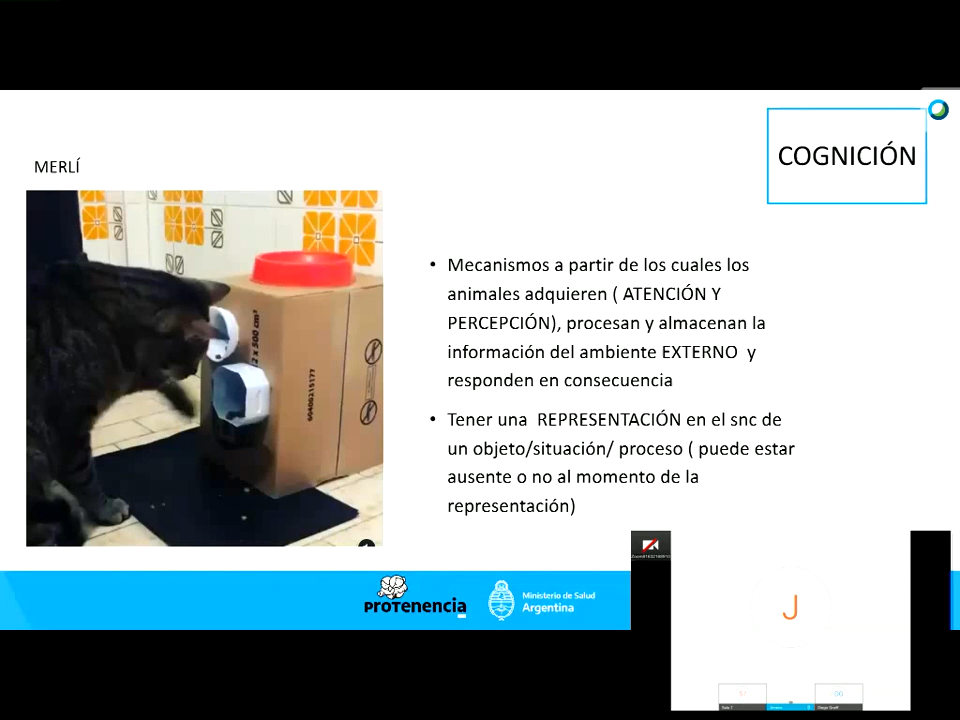 COGNICIÓN
MERLÍ
• Mecanismos a partir de los cuales los
animales adquieren ( ATENCIÓN Y
PERCEPCIÓN), procesan y almacenan la
información del ambiente EXTERNO y
responden en consecuencia
• Tener una REPRESENTACIÓN en el snc de
un objeto/situación/ proceso ( puede estar
ausente o no al momento de la
representación)
PROTenencia
Ministerio de Salud
Argentina
J